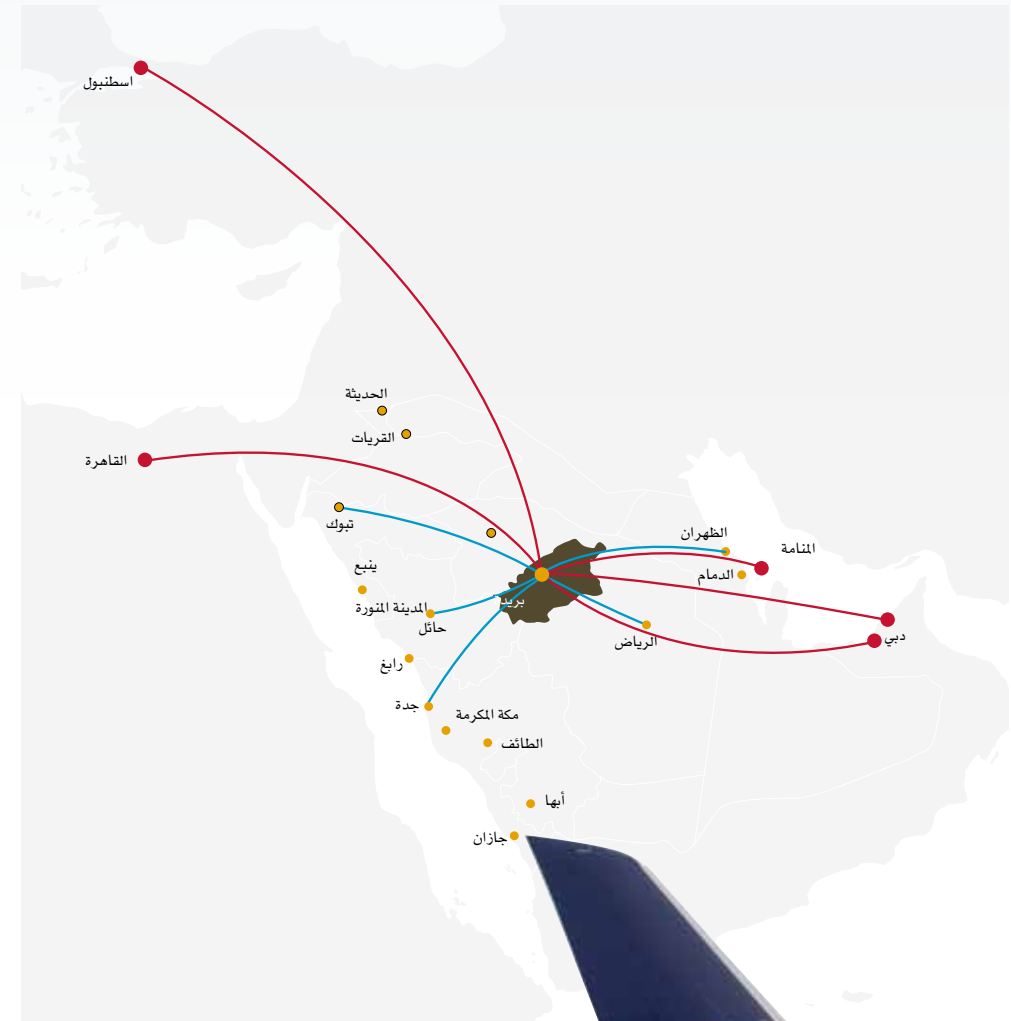 اسطنبول
الحديثة
القريات
القاهرة
تبوك
الظهران
المنامة
ينبع
الدمام
المدينة المنورة
حائل
الرياض
دبي
رابغ
جدة
مكة المكرمة
الطائف
أبها
جازان